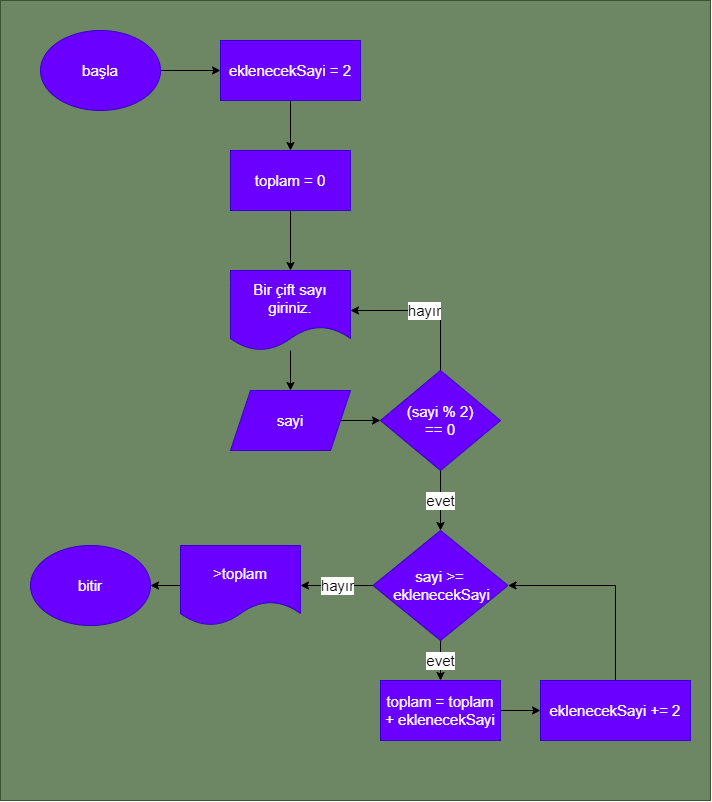 başla
eklenecekSayi = 2
toplam = 0
Bir çift sayı
giriniz.
hayır
sayi
(sayi % 2)
== 0
evet
bitir
>toplam
hayır
sayi >=
eklenecekSayi
evet
toplam = toplam
+ eklenecekSayi
eklenecekSayi += 2